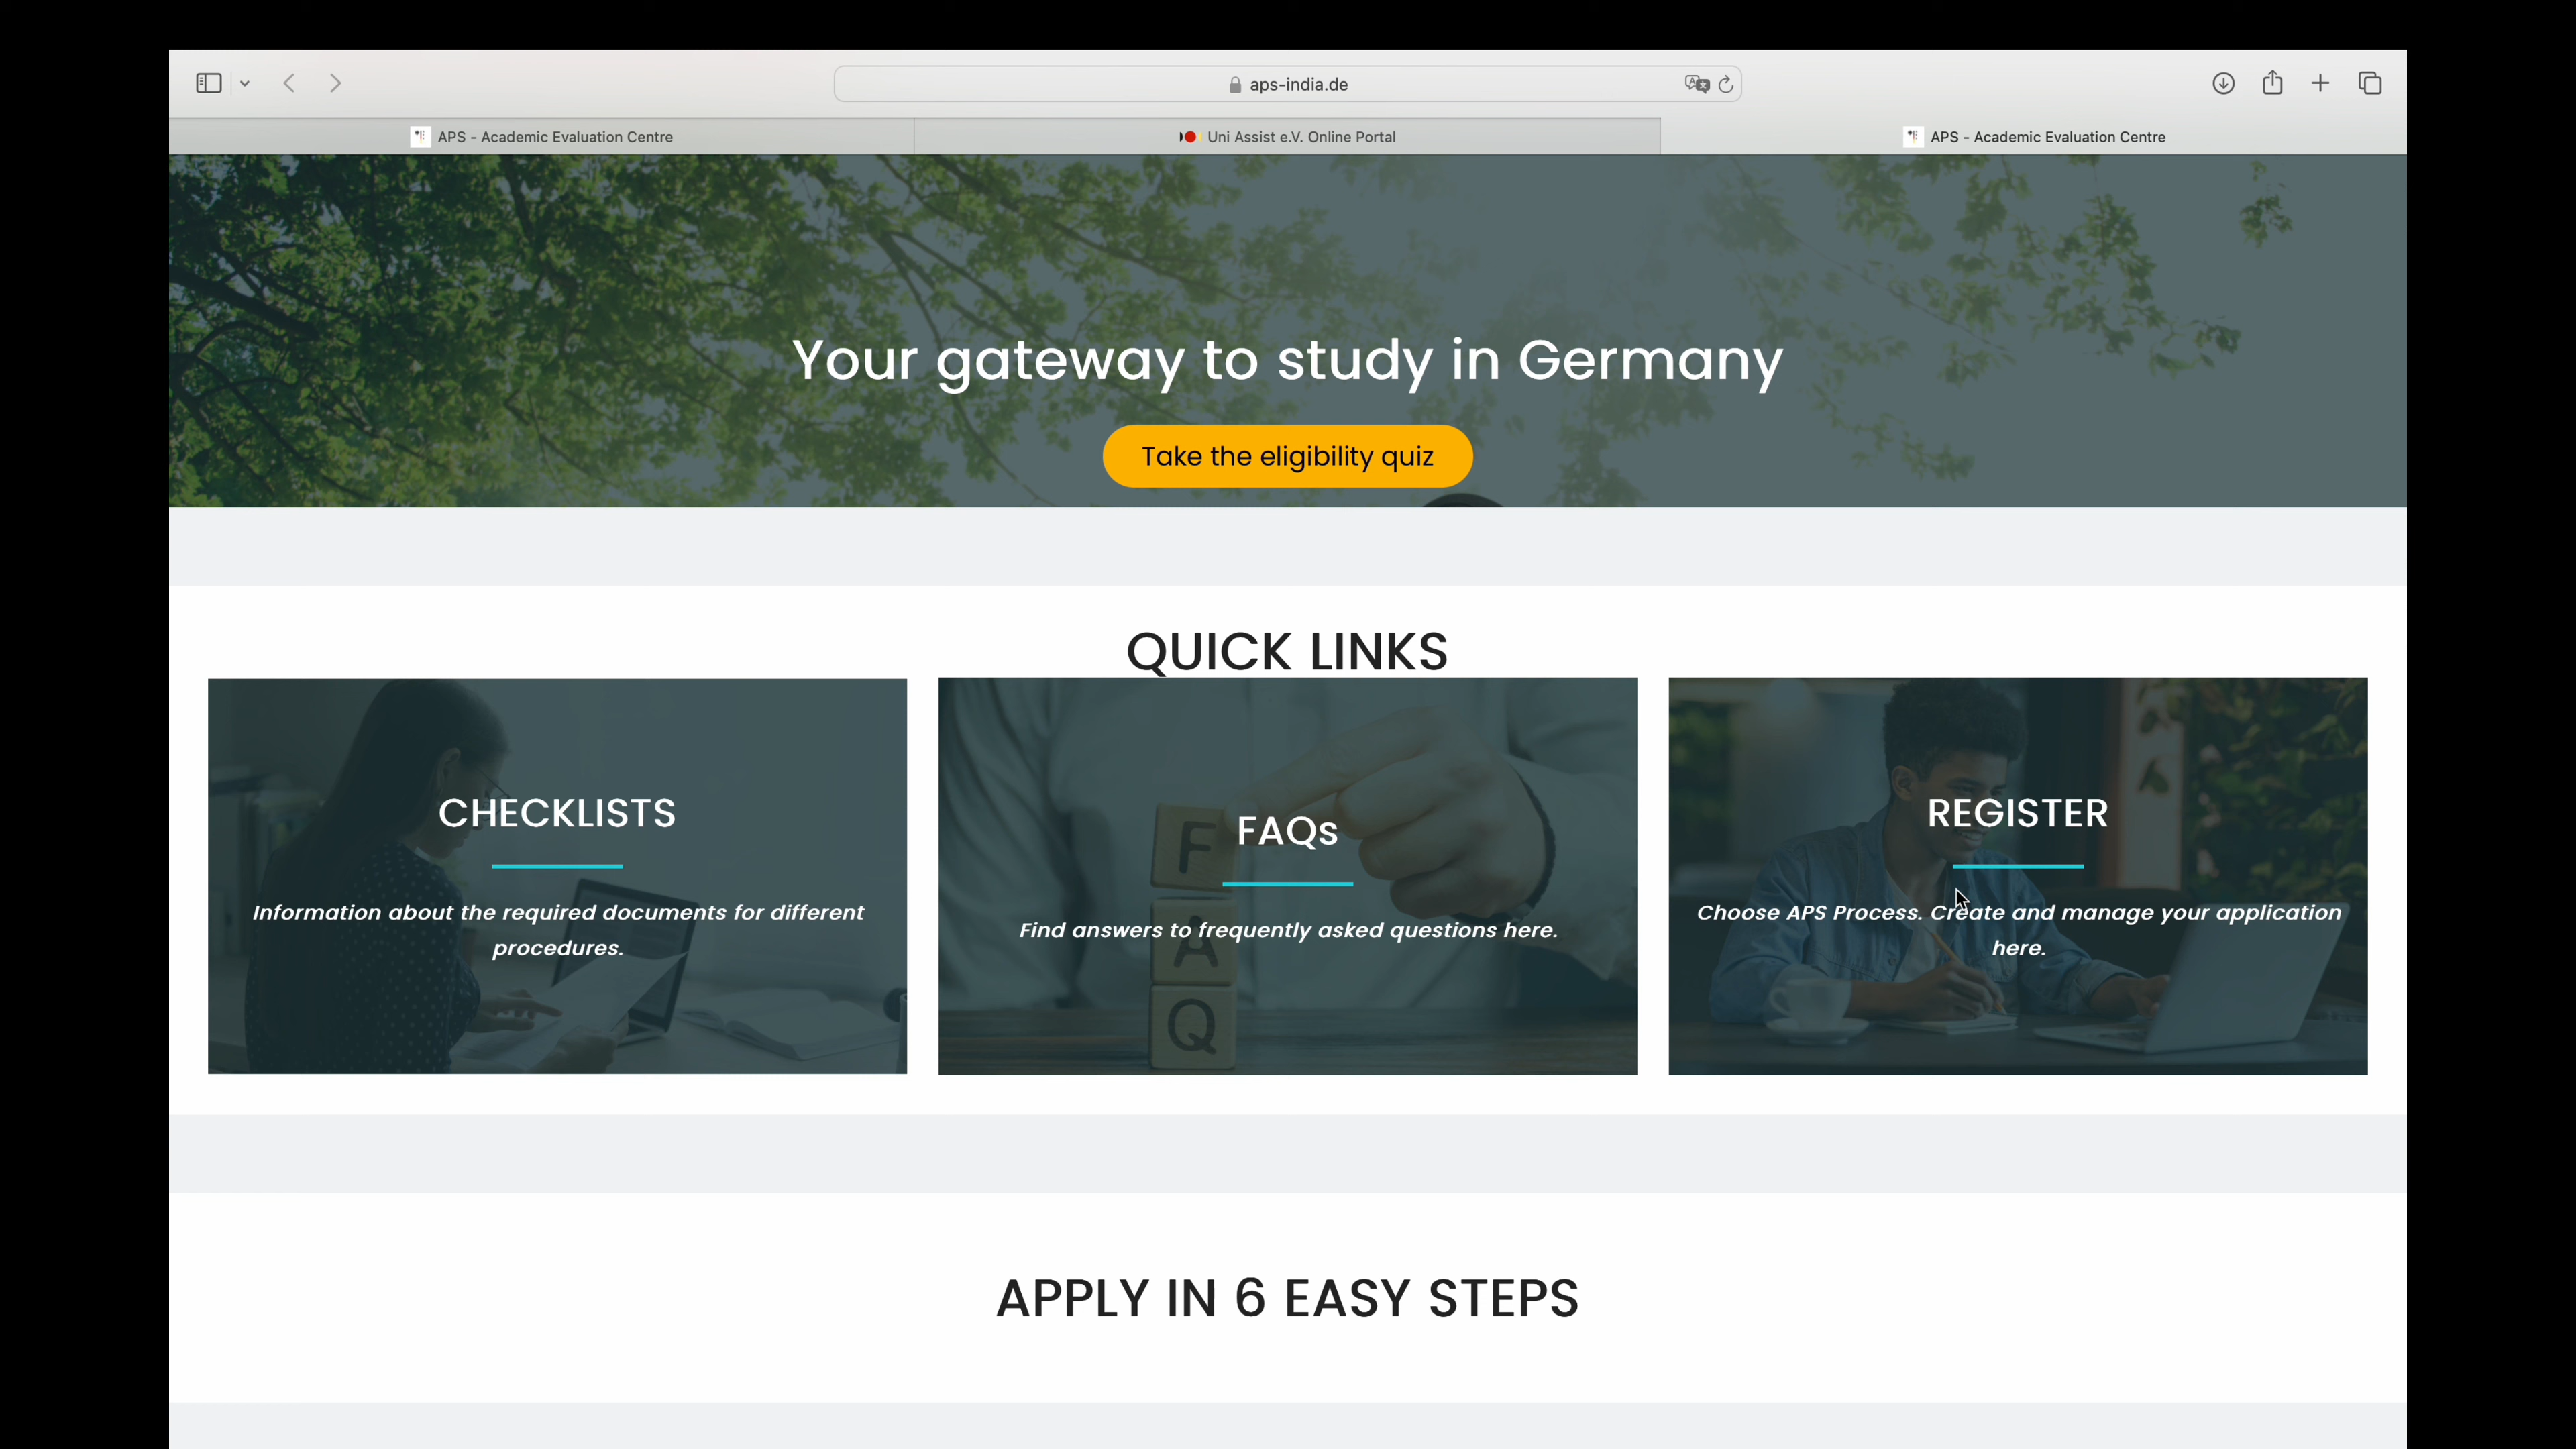 aps-india.de
APS - Academic Evaluation Centre
Uni Assist e.V. Online Portal
APS - Academic Evaluation Centre
Your gateway to study in Germany
Take the eligibility quiz
QUICK LINKS
CHECKLISTS
Information about the required documents for different
procedures.
F
A
Q
FAQs
Find answers to frequently asked questions here.
REGISTER
Choose APS Process. Create and manage your application
here.
APPLY IN 6 EASY STEPS